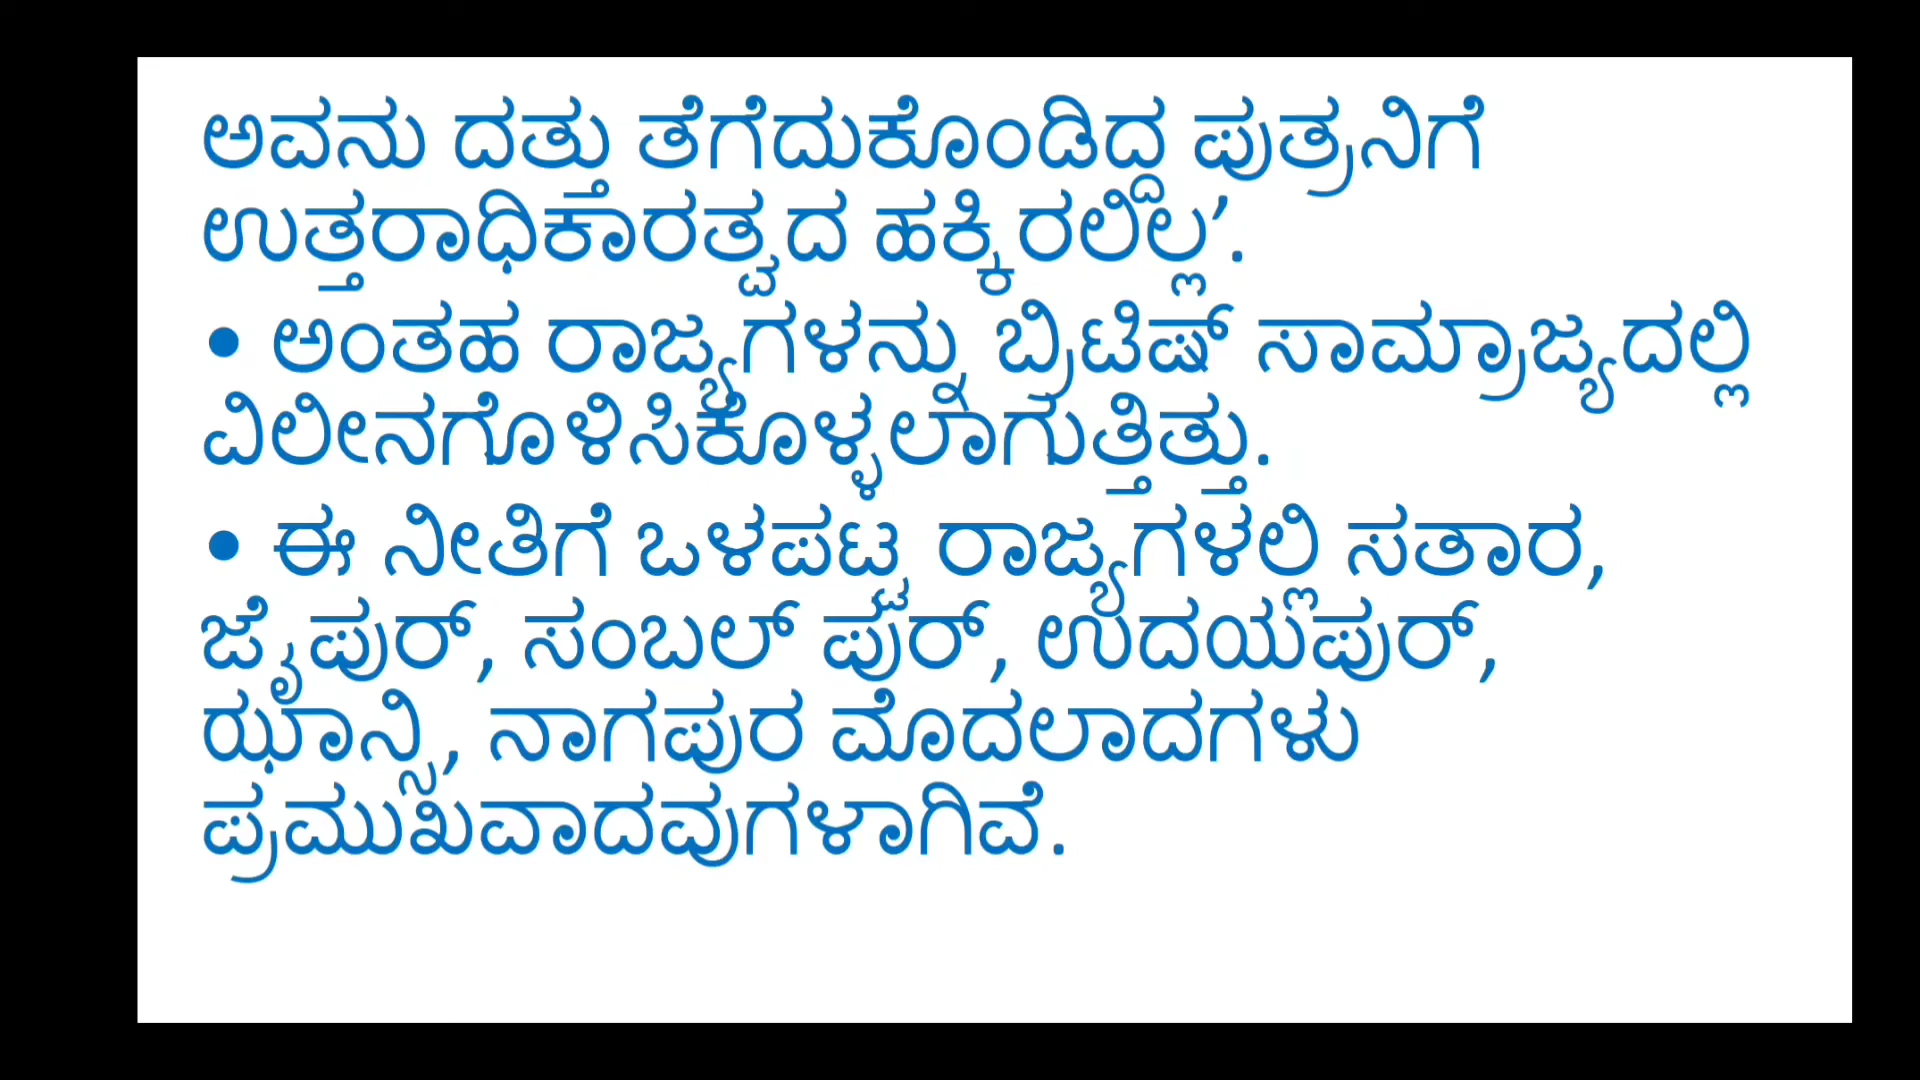 ಅವನು ದತ್ತು ತೆಗೆದುಕೊಂಡಿದ್ದ ಪುತ್ರನಿಗೆ
ಉತ್ತರಾಧಿಕಾರತ್ವದ ಹಕ್ಕಿರಲಿಲ್ಲ’.
• ಅಂತಹ ರಾಜ್ಯಗಳನ್ನು ಬ್ರಿಟಿಷ್ ಸಾಮ್ರಾಜ್ಯದಲ್ಲಿ
ವಿಲೀನಗೊಳಿಸಿಕೊಳ್ಳಲಾಗುತ್ತಿತ್ತು.
• ಈ ನೀತಿಗೆ ಒಳಪಟ್ಟ ರಾಜ್ಯಗಳಲ್ಲಿ ಸತಾರ,
ಜೈಪುರ್, ಸಂಬಲ್ ಪುರ್, ಉದಯಪುರ್,
ಝಾನ್ಸಿ, ನಾಗಪುರ ಮೊದಲಾದಗಳು
ಪ್ರಮುಖವಾದವುಗಳಾಗಿವೆ.